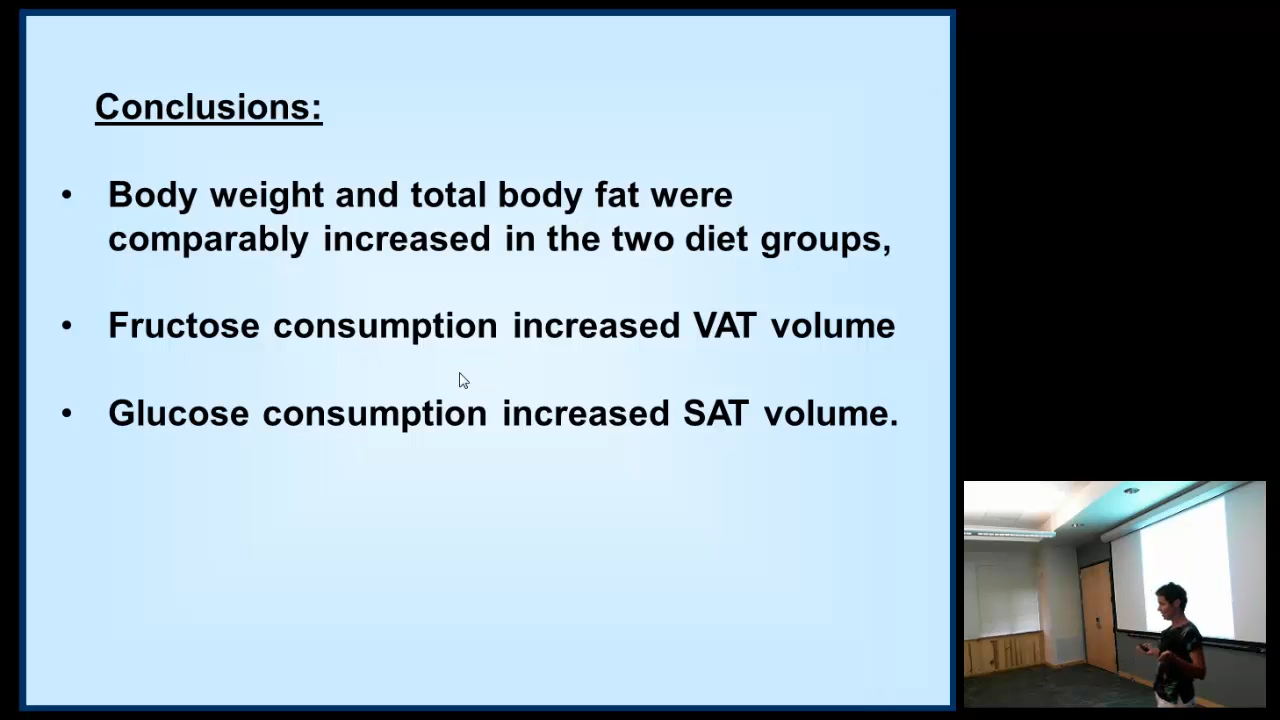 Conclusions:
• Body weight and total body fat were
comparably increased in the two diet groups,
• Fructose consumption increased VAT volume
• Glucose consumption increased SAT volume.